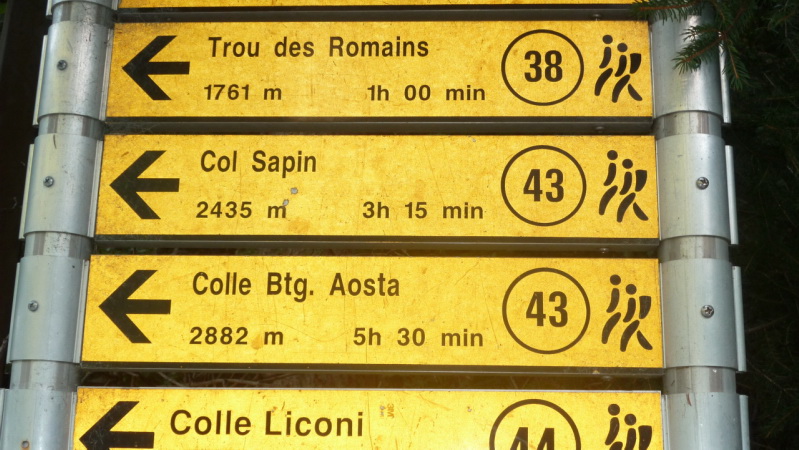 Trou des Romains
1761 m 1h 00 min 38
Col Sapin
2435 m 3h 15 min 43
Colle Btg. Aosta
2882 m 5h 30 min 43
Colle Liconi
44